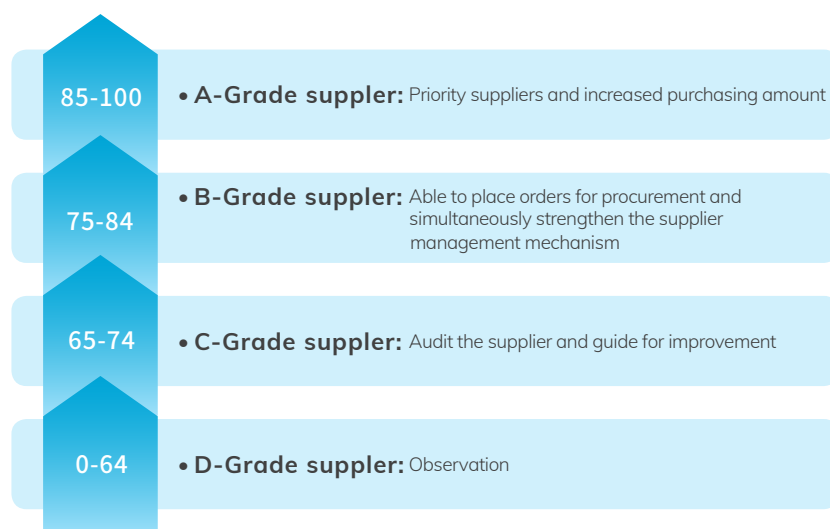 85-100
• A-Grade suppler: Priority suppliers and increased purchasing amount
75-84
• B-Grade suppler: Able to place orders for procurement and
simultaneously strengthen the supplier
management mechanism
65-74
• C-Grade suppler: Audit the supplier and guide for improvement
0-64
• D-Grade suppler: Observation